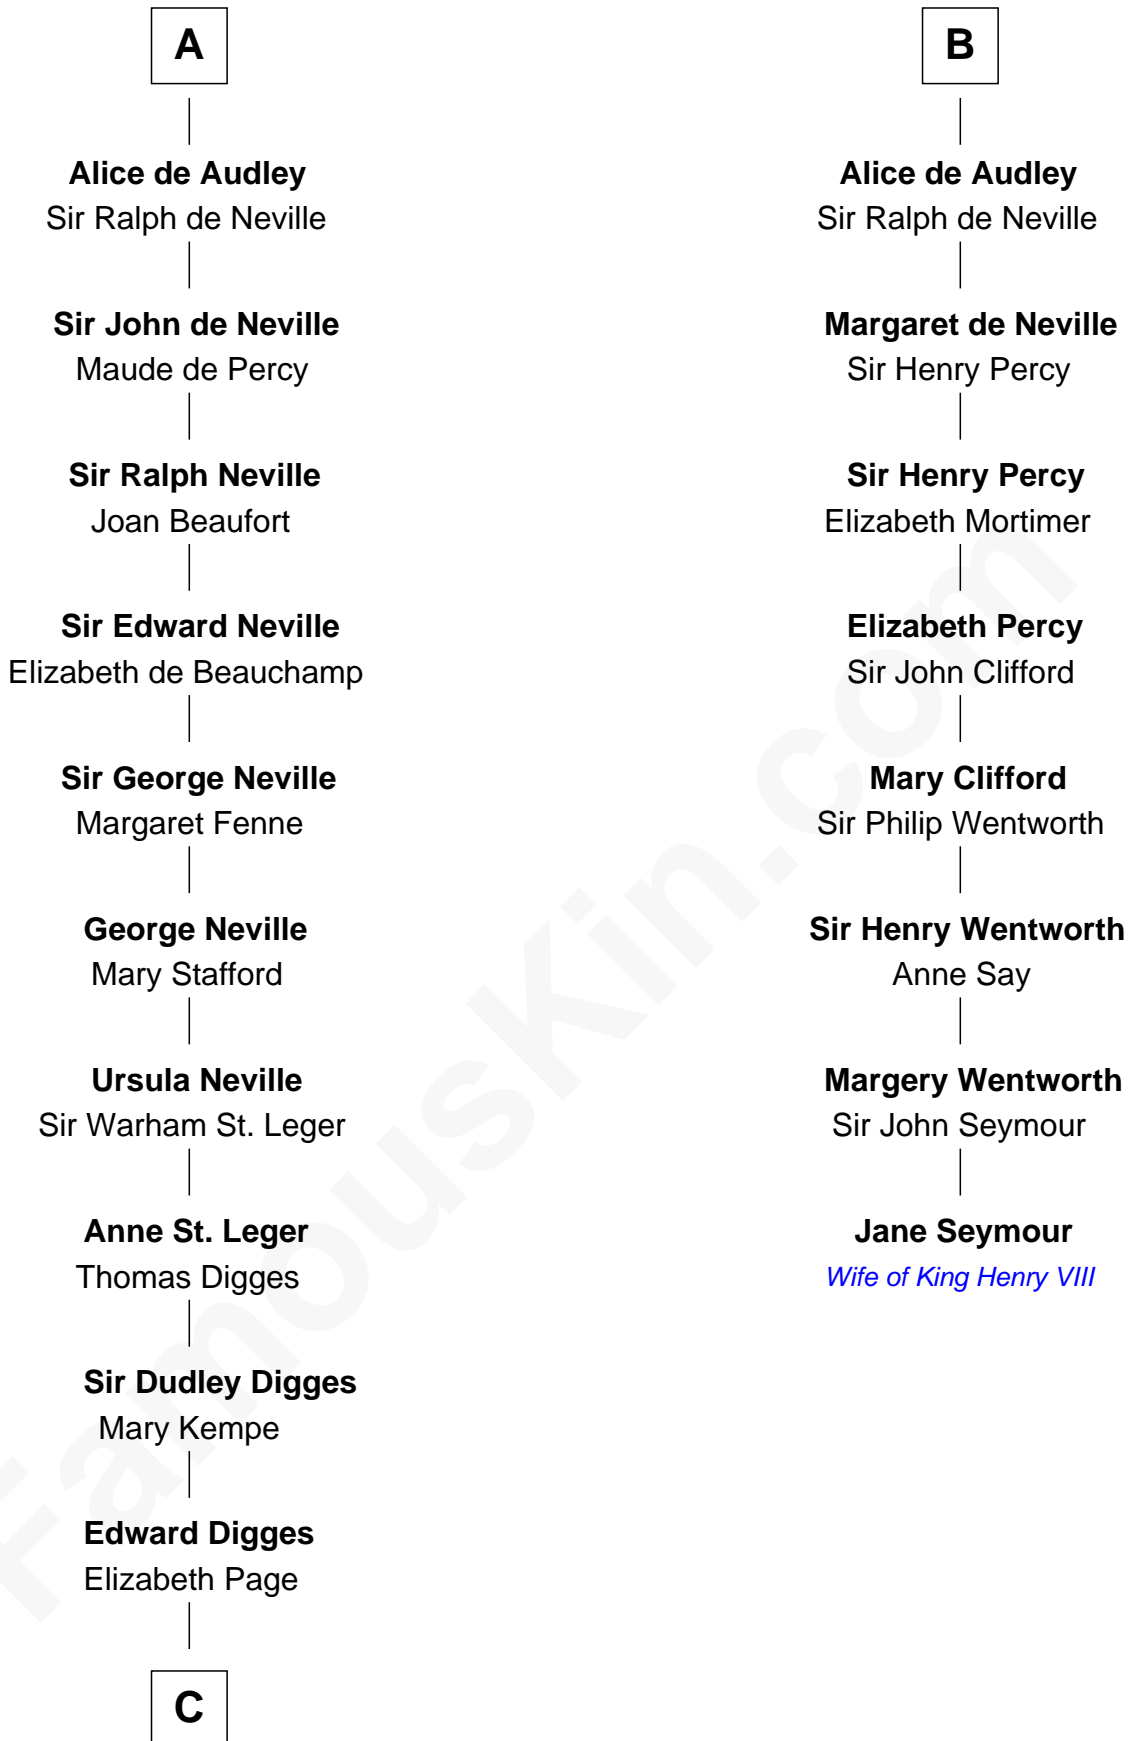 A
Alice de Audley
Sir Ralph de Neville
Sir John de Neville
Maude de Percy
Sir Ralph Neville
Joan Beaufort
Sir Edward Neville
Elizabeth de Beauchamp
Sir George Neville
Margaret Fenne
George Neville
Mary Stafford
Ursula Neville
Sir Warham St. Leger
Anne St. Leger
Thomas Digges
Sir Dudley Digges
Mary Kempe
Edward Digges
Elizabeth Page
C
B
Alice de Audley
Sir Ralph de Neville
Margaret de Neville
Sir Henry Percy
Sir Henry Percy
Elizabeth Mortimer
Elizabeth Percy
Sir John Clifford
Mary Clifford
Sir Philip Wentworth
Sir Henry Wentworth
Anne Say
Margery Wentworth
Sir John Seymour
Jane Seymour
Wife of King Henry VIII
FamousKin.com